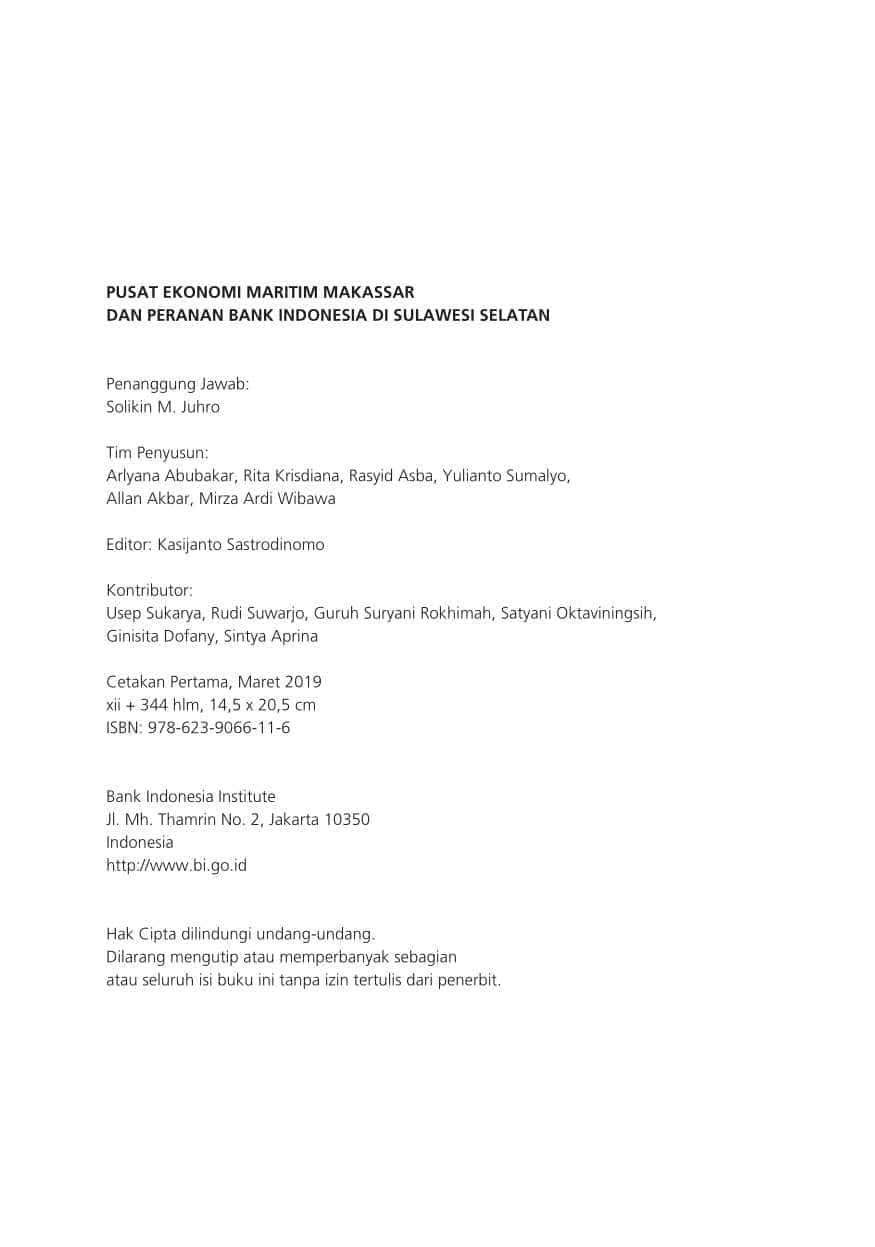 PUSAT EKONOMI MARITIM MAKASSAR
DAN PERANAN BANK INDONESIA DI SULAWESI SELATAN
Penanggung Jawab:
Solikin M. Juhro
Tim Penyusun:
Arlyana Abubakar, Rita Krisdiana, Rasyid Asba, Yulianto Sumalyo,
Allan Akbar, Mirza Ardi Wibawa
Editor: Kasijanto Sastrodinomo
Kontributor:
Usep Sukarya, Rudi Suwarjo, Guruh Suryani Rokhimah, Satyani Oktaviningsih,
Ginisita Dofany, Sintya Aprina
Cetakan Pertama, Maret 2019
xii + 344 hlm, 14,5 x 20,5 cm
ISBN: 978-623-9066-11-6
Bank Indonesia Institute
Jl. Mh. Thamrin No. 2, Jakarta 10350
Indonesia
http://www.bi.go.id
Hak Cipta dilindungi undang-undang.
Dilarang mengutip atau memperbanyak sebagian
atau seluruh isi buku ini tanpa izin tertulis dari penerbit.